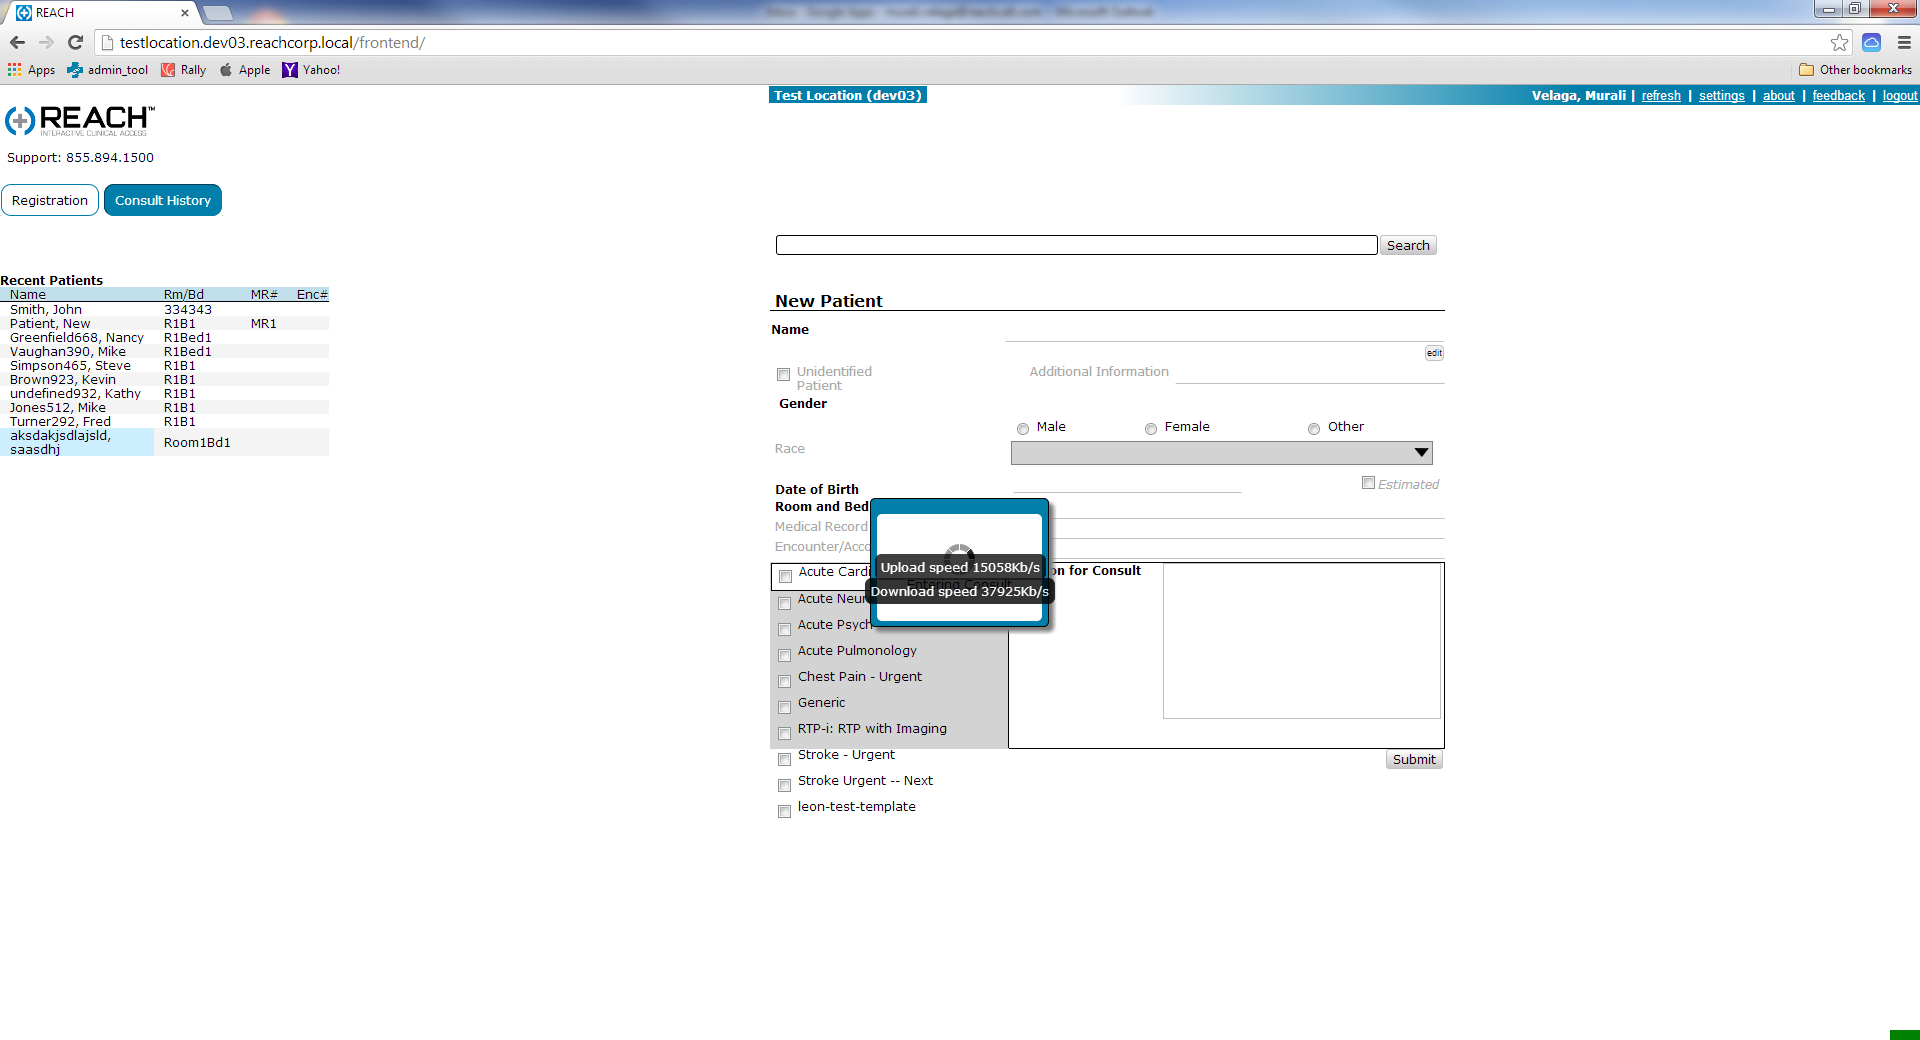 REACH
testlocation.dev03.reachcorp.local/frontend/
Apps admin_tool Rally Apple Yahoo! Other bookmarks
Test Location (dev03) Velaga, Murali | refresh | settings | about | feedback | logout
REACH™
INTERACTIVE CLINICAL ACCESS
Support: 855.894.1500
Registration Consult History
Search
Recent Patients
Name Rm/Bd MR# Enc#
Smith, John 334343
Patient, New R1B1 MR1
Greenfield668, Nancy R1Bed1
Vaughan390, Mike R1Bed1
Simpson465, Steve R1B1
Brown923, Kevin R1B1
undefined932, Kathy R1B1
Jones512, Mike R1B1
Turner292, Fred R1B1
aksdakjsdlajsld,
saasdhj Room1Bd1
New Patient
Name
edit
Unidentified
Patient
Additional Information
Gender
Male Female Other
Race
Date of Birth Estimated
Room and Bed
Medical Record
Encounter/Acco
Upload speed 15058Kb/s
Entering Consult
Download speed 37925Kb/s
on for Consult
Acute Cardi
Acute Neur
Acute Psych
Acute Pulmonology
Chest Pain - Urgent
Generic
RTP-i: RTP with Imaging
Stroke - Urgent
Stroke Urgent -- Next
leon-test-template
Submit